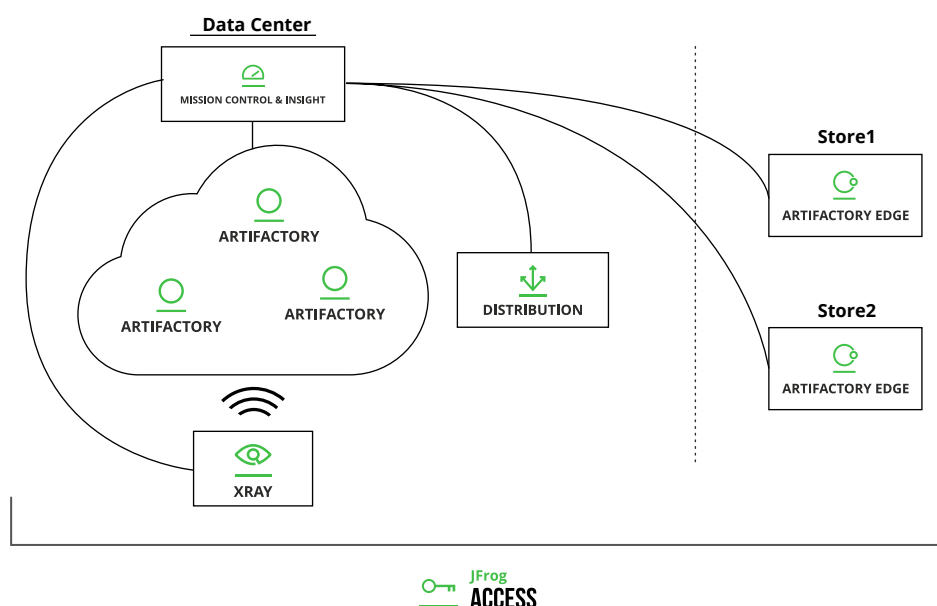 Data Center
MISSION CONTROL & INSIGHT
Store1
ARTIFACTORY EDGE
ARTIFACTORY
ARTIFACTORY
ARTIFACTORY
DISTRIBUTION
Store2
ARTIFACTORY EDGE
XRAY
JFrog
ACCESS